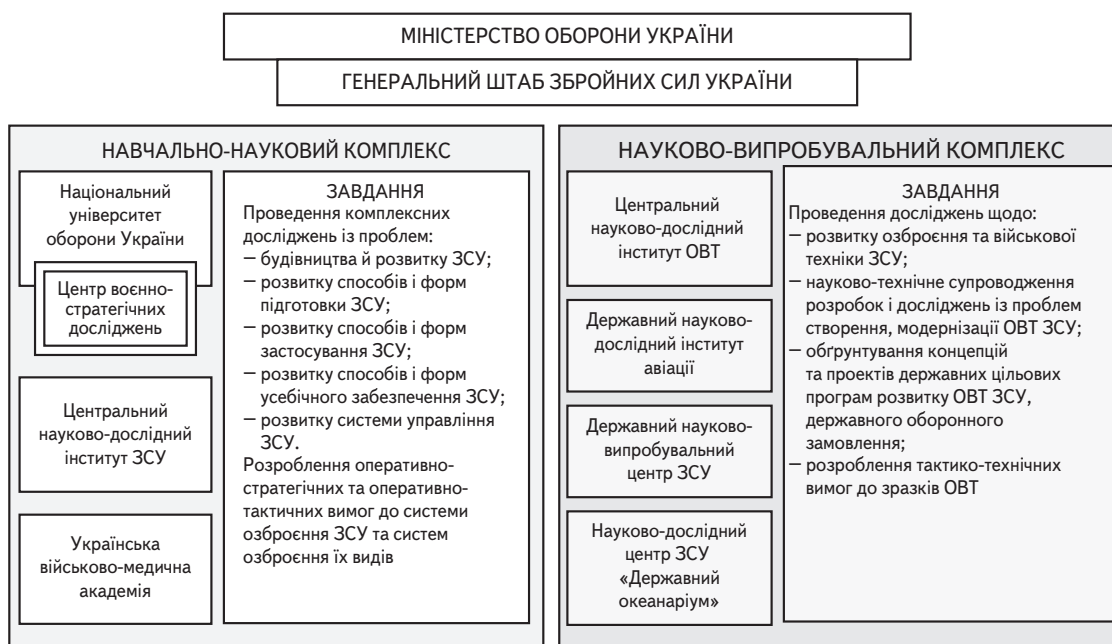 МІНІСТЕРСТВО ОБОРОНИ УКРАЇНИ
ГЕНЕРАЛЬНИЙ ШТАБ ЗБРОЙНИХ СИЛ УКРАЇНИ
НАВЧАЛЬНО-НАУКОВИЙ КОМПЛЕКС
Національний
університет
оборони України
Центр воєнно-
стратегічних
досліджень
Центральний
науково-дослідний
інститут ЗСУ
Українська
військово-медична
академія
ЗАВДАННЯ
Проведення комплексних
досліджень із проблем:
— будівництва й розвитку ЗСУ;
— розвитку способів і форм
підготовки ЗСУ;
— розвитку способів і форм
застосування ЗСУ;
— розвитку способів і форм
усебічного забезпечення ЗСУ;
— розвитку системи управління
ЗСУ.
Розроблення оперативно-
стратегічних та оперативно-
тактичних вимог до системи
озброєння ЗСУ та систем
озброєння їх видів
НАУКОВО-ВИПРОБУВАЛЬНИЙ КОМПЛЕКС
Центральний
науково-дослідний
інститут ОВТ
Державний науково-
дослідний інститут
авіації
Державний науково-
випробувальний
центр ЗСУ
Науково-дослідний
центр ЗСУ
«Державний
океанаріум»
ЗАВДАННЯ
Проведення досліджень щодо:
— розвитку озброєння та військової
техніки ЗСУ;
— науково-технічне супроводження
розробок і досліджень із проблем
створення, модернізації ОВТ ЗСУ;
— обґрунтування концепцій
та проектів державних цільових
програм розвитку ОВТ ЗСУ,
державного оборонного
замовлення;
— розроблення тактико-технічних
вимог до зразків ОВТ